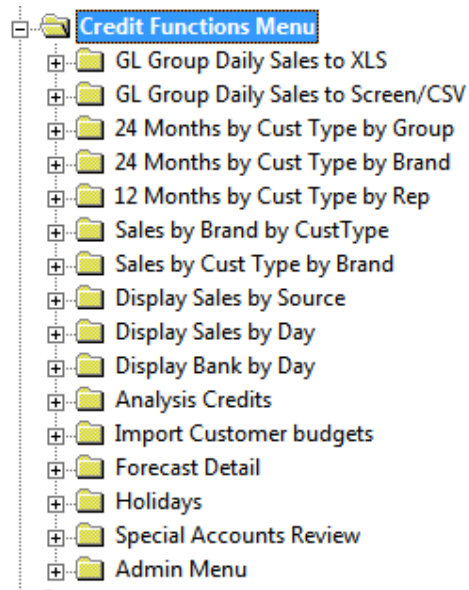 Credit Functions Menu
GL Group Daily Sales to XLS
GL Group Daily Sales to Screen/CSV
24 Months by Cust Type by Group
24 Months by Cust Type by Brand
12 Months by Cust Type by Rep
Sales by Brand by CustType
Sales by Cust Type by Brand
Display Sales by Source
Display Sales by Day
Display Bank by Day
Analysis Credits
Import Customer budgets
Forecast Detail
Holidays
Special Accounts Review
Admin Menu